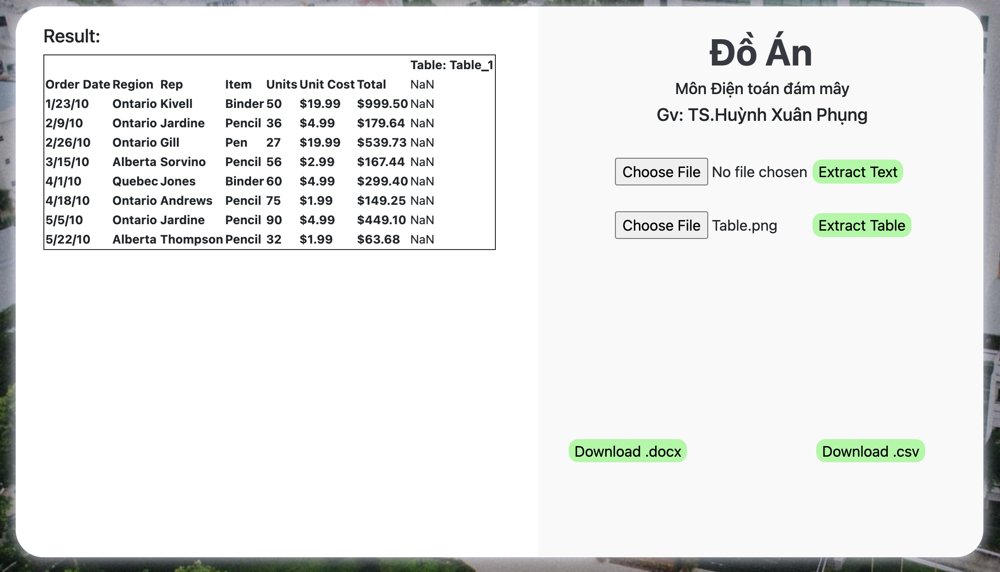 Result:
Table: Table_1
Order Date Region Rep Item Units Unit Cost Total NaN
1/23/10 Ontario Kivell Binder 50 $19.99 $999.50 NaN
2/9/10 Ontario Jardine Pencil 36 $4.99 $179.64 NaN
2/26/10 Ontario Gill Pen 27 $19.99 $539.73 NaN
3/15/10 Alberta Sorvino Pencil 56 $2.99 $167.44 NaN
4/1/10 Quebec Jones Binder 60 $4.99 $299.40 NaN
4/18/10 Ontario Andrews Pencil 75 $1.99 $149.25 NaN
5/5/10 Ontario Jardine Pencil 90 $4.99 $449.10 NaN
5/22/10 Alberta Thompson Pencil 32 $1.99 $63.68 NaN
Đồ Án
Môn Điện toán đám mây
Gv: TS.Huỳnh Xuân Phụng
Choose File No file chosen Extract Text
Choose File Table.png Extract Table
Download .docx Download .csv